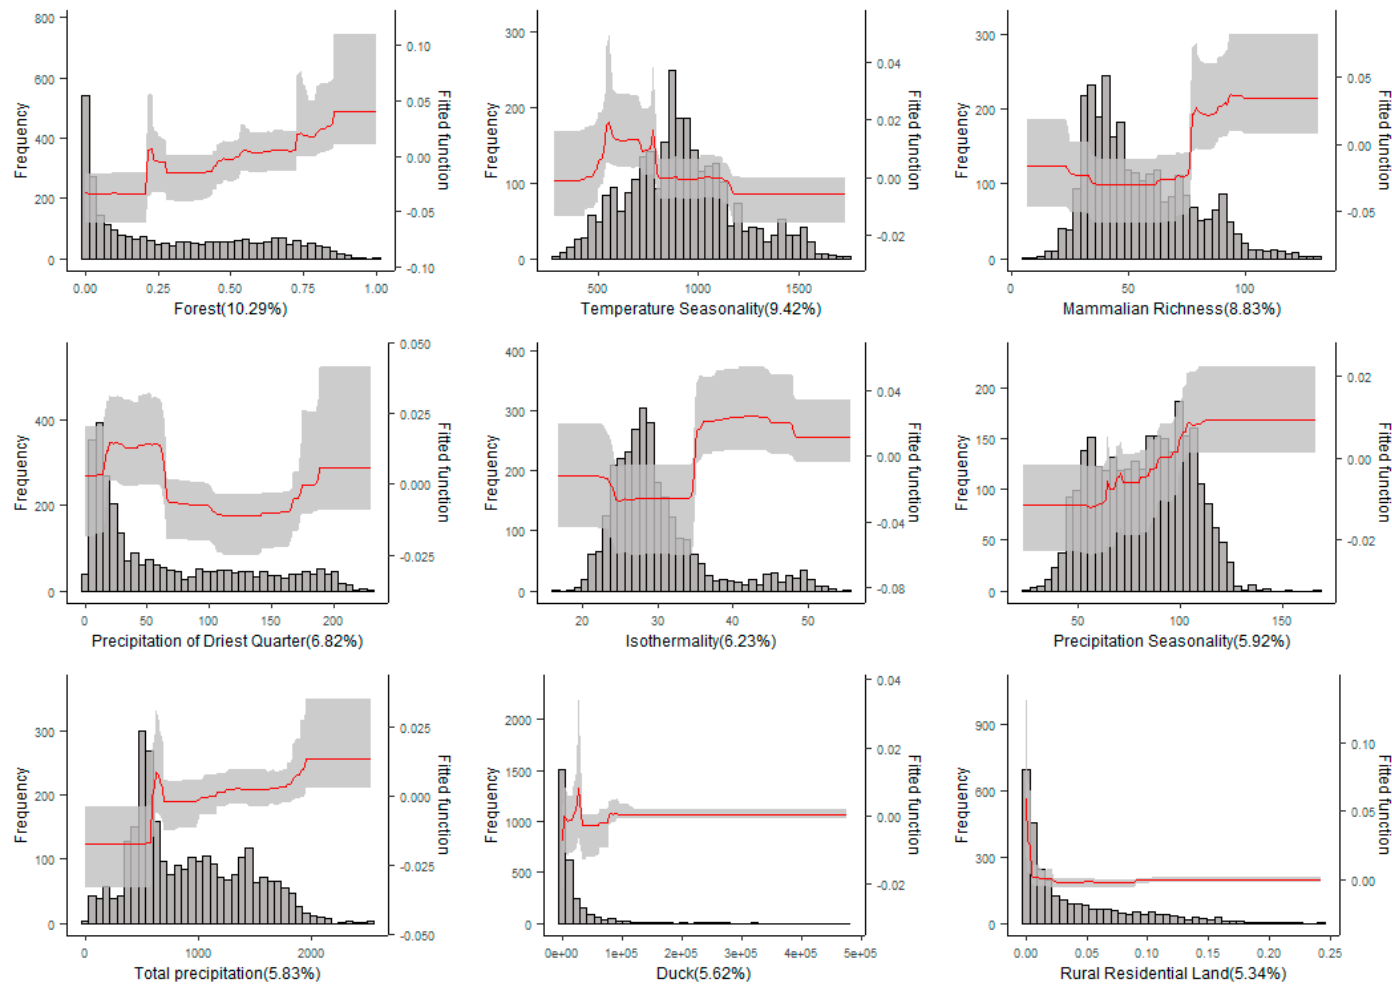 800
600
400
200
0
Frequency
0.10
0.05
0.00
-0.05
-0.10
Fitted function
0.00 0.25 0.50 0.75 1.00
Forest(10.29%)
300
200
100
0
Frequency
0.04
0.02
0.00
-0.02
Fitted function
500 1000 1500
Temperature Seasonality(9.42%)
300
200
100
0
Frequency
0.05
0.00
-0.05
Fitted function
0 50 100
Mammalian Richness(8.83%)
400
200
0
Frequency
0.050
0.025
0.000
-0.025
Fitted function
0 50 100 150 200
Precipitation of Driest Quarter(6.82%)
400
300
200
100
0
Frequency
0.04
0.00
-0.04
-0.08
Fitted function
20 30 40 50
Isothermality(6.23%)
200
150
100
50
0
Frequency
0.02
0.00
-0.02
Fitted function
50 100 150
Precipitation Seasonality(5.92%)
300
200
100
0
Frequency
0.025
0.000
-0.025
-0.050
Fitted function
0 1000 2000
Total precipitation(5.83%)
2000
1500
1000
500
0
Frequency
0.04
0.02
0.00
-0.02
Fitted function
0e+00 1e+05 2e+05 3e+05 4e+05 5e+05
Duck(5.62%)
900
600
300
0
Frequency
0.10
0.05
0.00
Fitted function
0.00 0.05 0.10 0.15 0.20 0.25
Rural Residential Land(5.34%)